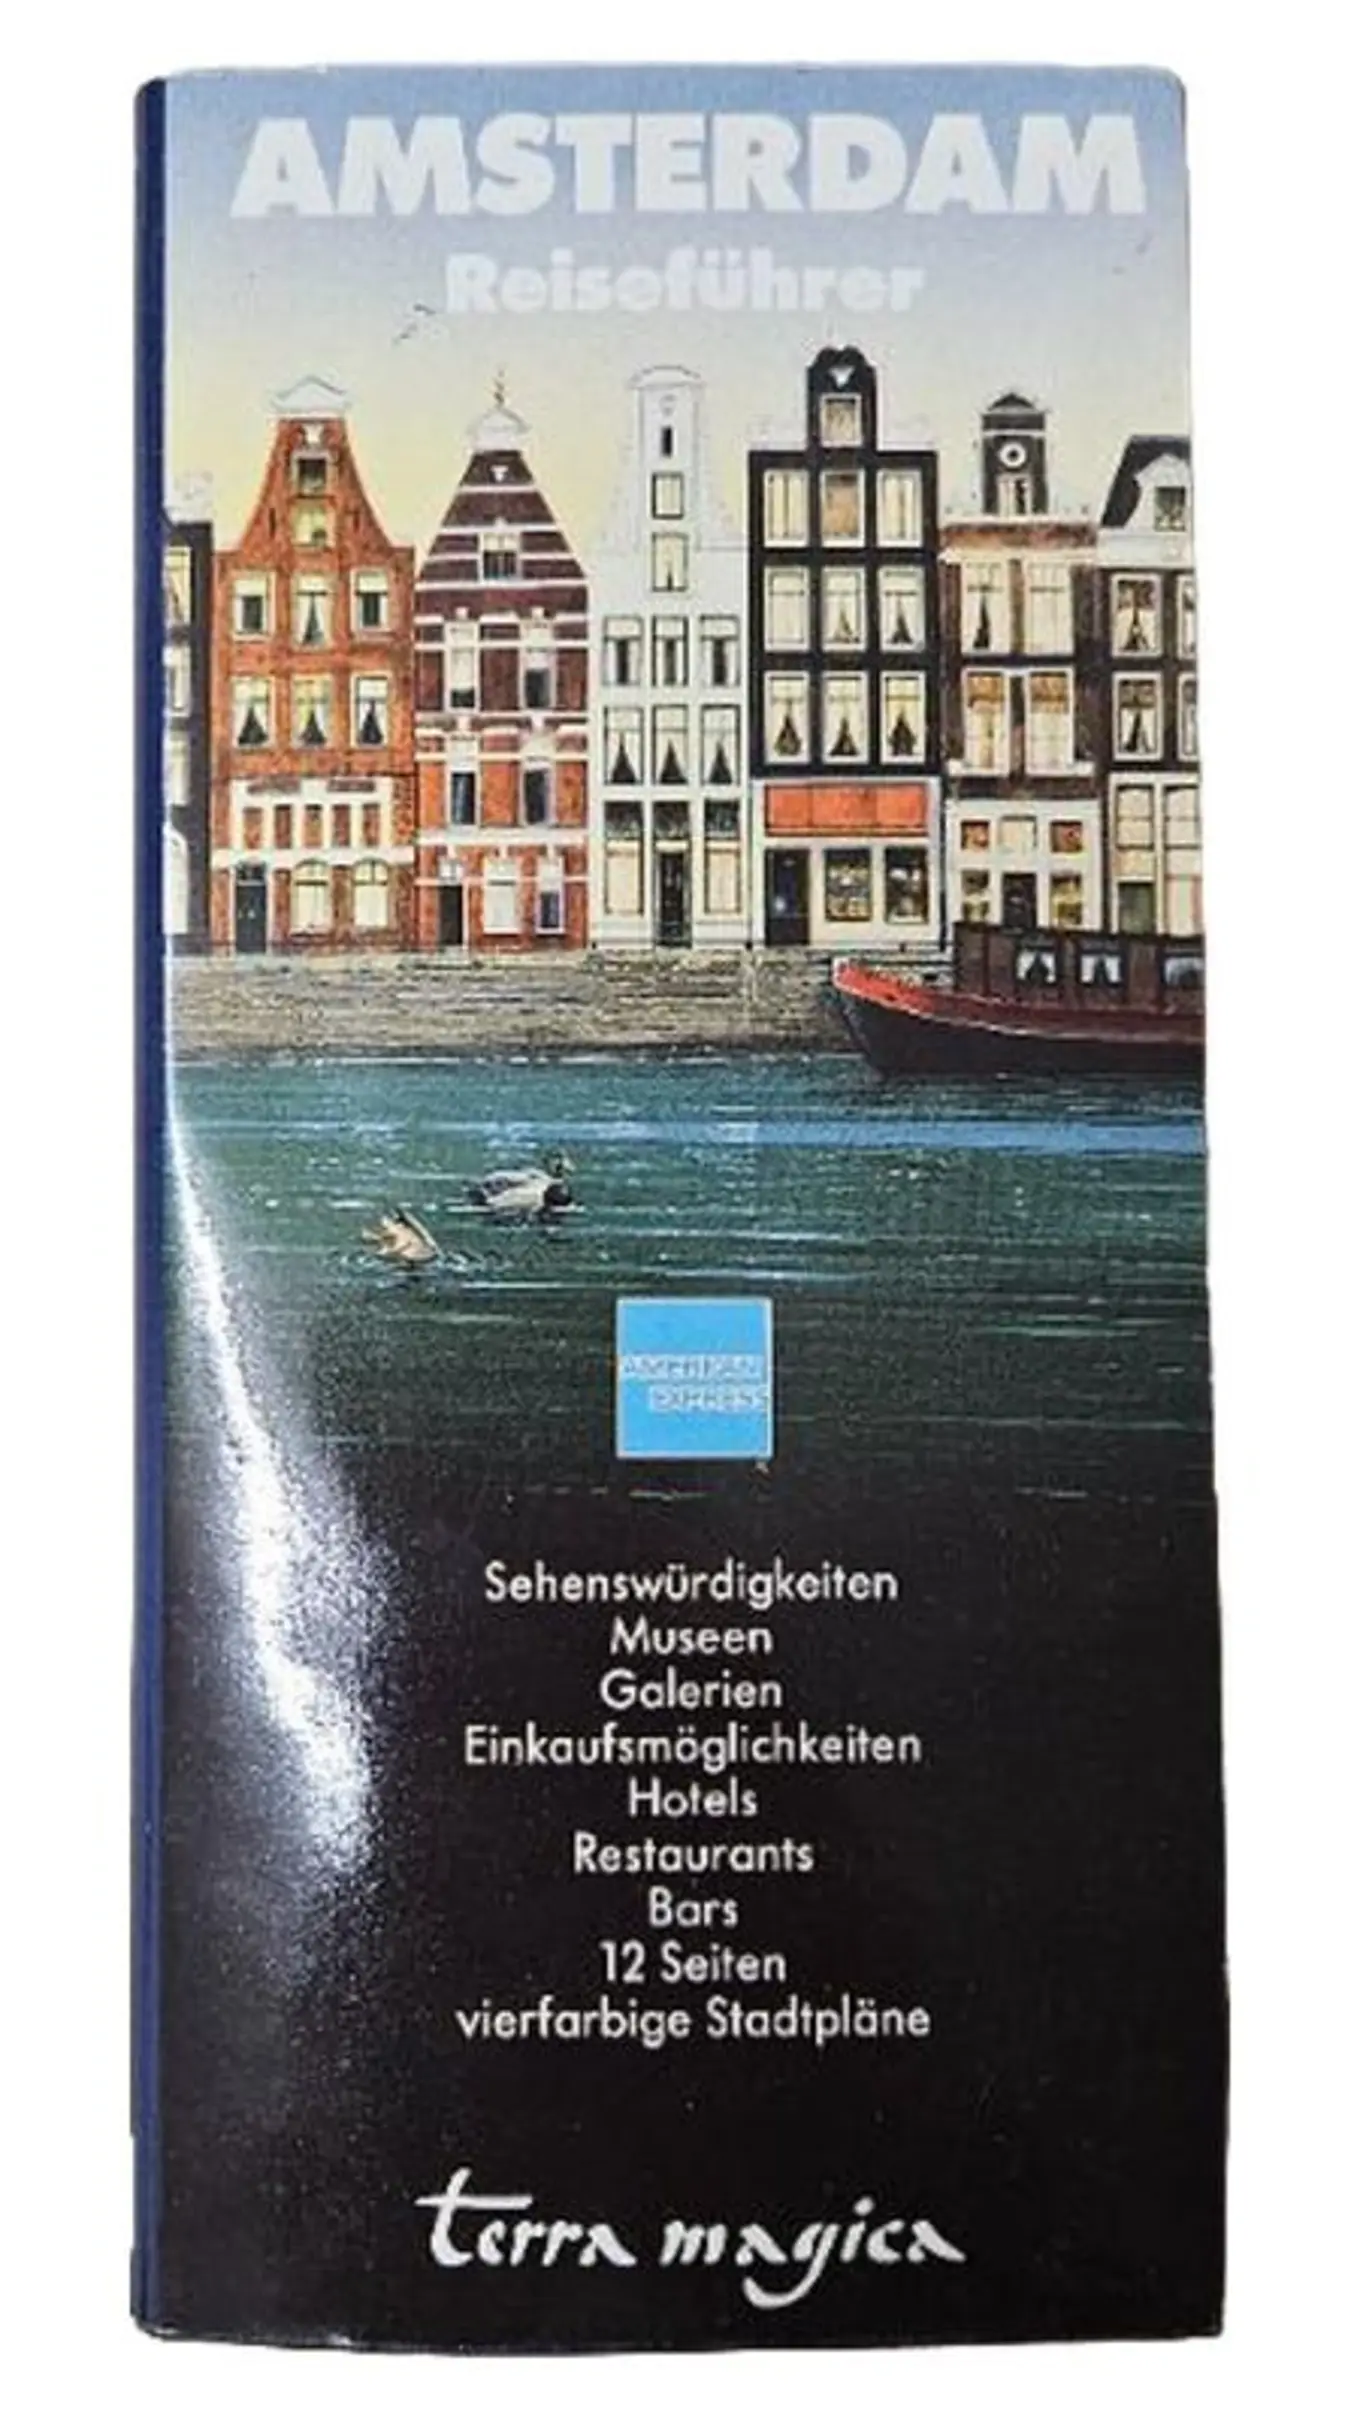 AMSTERDAM
Reiseführer
AMERICAN
EXPRESS
Sehenswürdigkeiten
Museen
Galerien
Einkaufsmöglichkeiten
Hotels
Restaurants
Bars
12 Seiten
vierfarbige Stadtpläne
terra magica